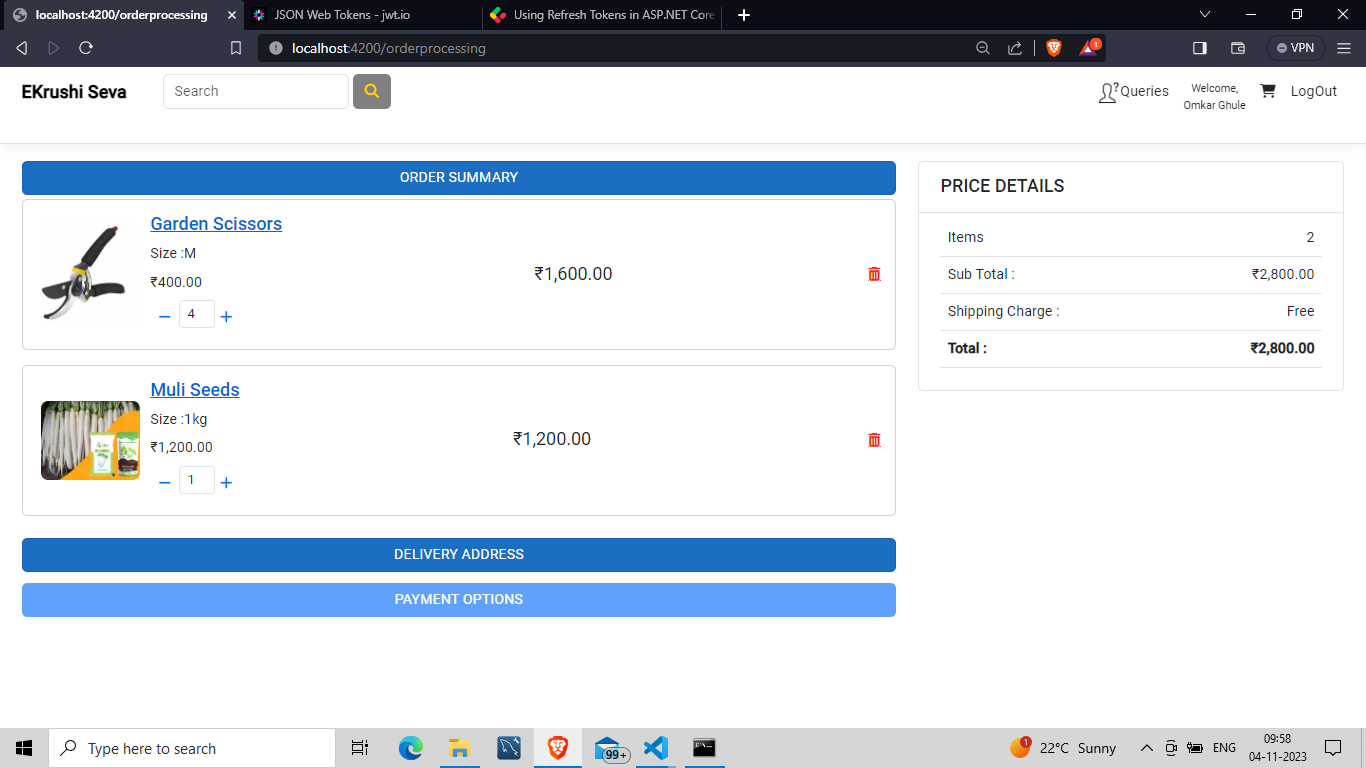 localhost:4200/orderprocessing
JSON Web Tokens - jwt.io
Using Refresh Tokens in ASP.NET Core
localhost:4200/orderprocessing
1
VPN
EKrushi Seva
Search
?Queries
Welcome,
Omkar Ghule
LogOut
ORDER SUMMARY
Garden Scissors
Size :M
₹400.00
4
₹1,600.00
Muli Seeds
Size :1kg
₹1,200.00
1
₹1,200.00
DELIVERY ADDRESS
PAYMENT OPTIONS
PRICE DETAILS
Items 2
Sub Total : ₹2,800.00
Shipping Charge : Free
Total : ₹2,800.00
Type here to search
99+
1
22°C Sunny
ENG
09:58
04-11-2023